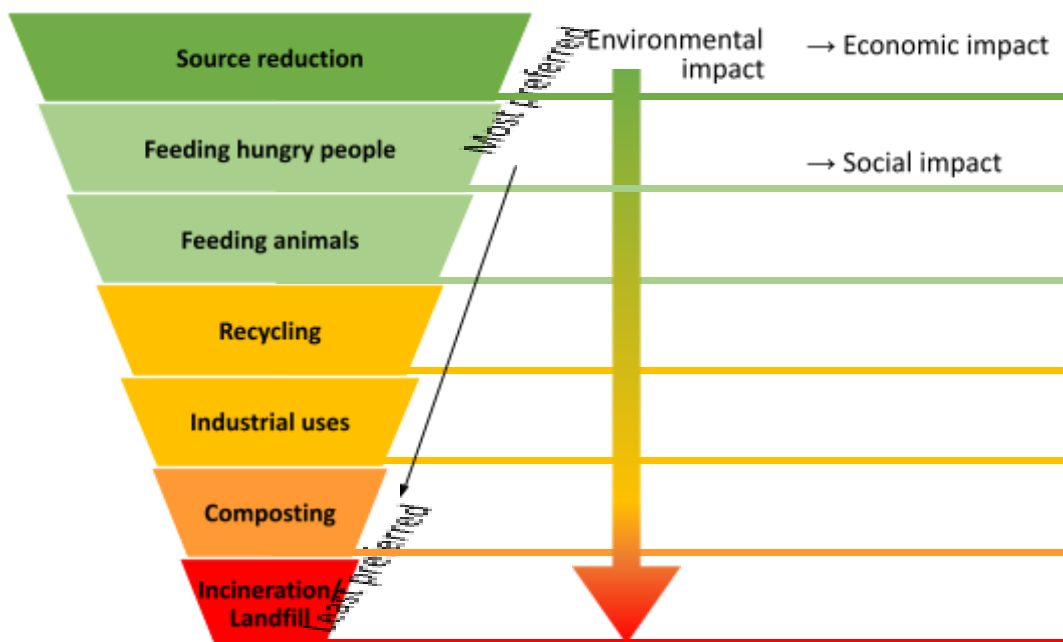 Source reduction
Feeding hungry people
Feeding animals
Recycling
Industrial uses
Composting
Incineration/
Landfill
Most preferred
Least preferred
Environmental
impact
→ Economic impact
→ Social impact